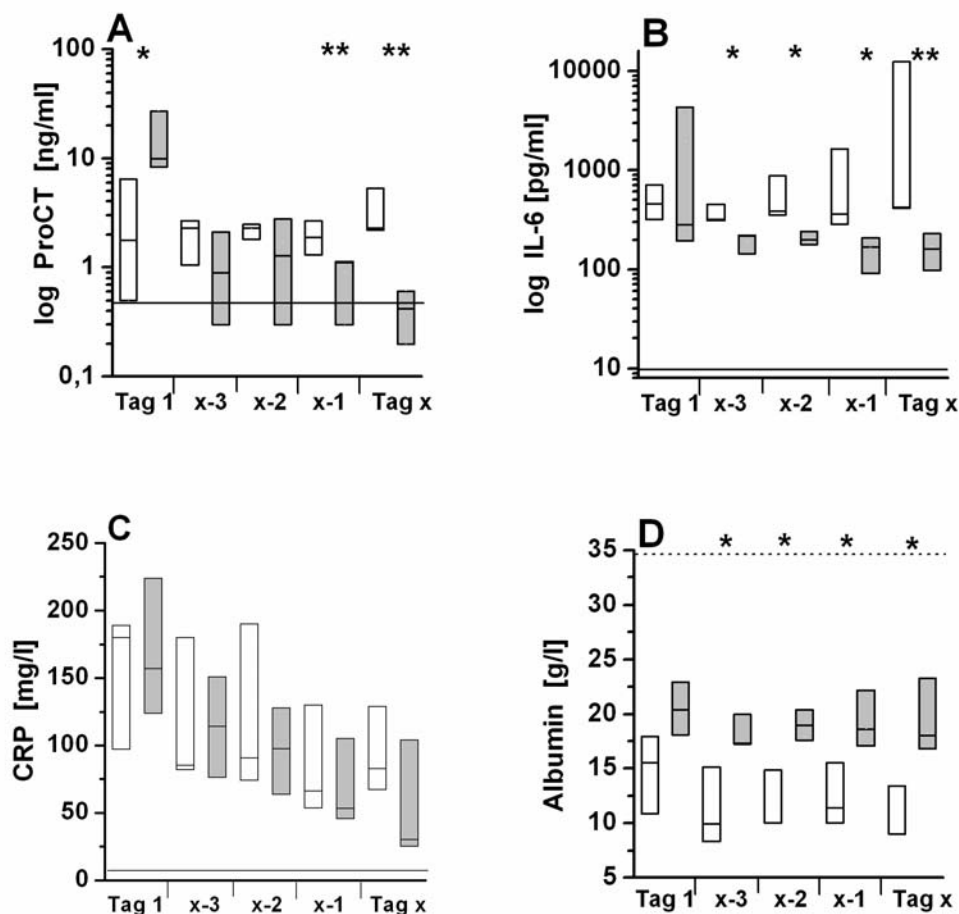 A
* ** **
log ProCT [ng/ml]
100
10
1
0,1
Tag 1 x-3 x-2 x-1 Tag x
B
* * * **
log IL-6 [pg/ml]
10000
1000
100
10
Tag 1 x-3 x-2 x-1 Tag x
C
CRP [mg/l]
250
200
150
100
50
0
Tag 1 x-3 x-2 x-1 Tag x
D
* * * *
Albumin [g/l]
35
30
25
20
15
10
5
Tag 1 x-3 x-2 x-1 Tag x